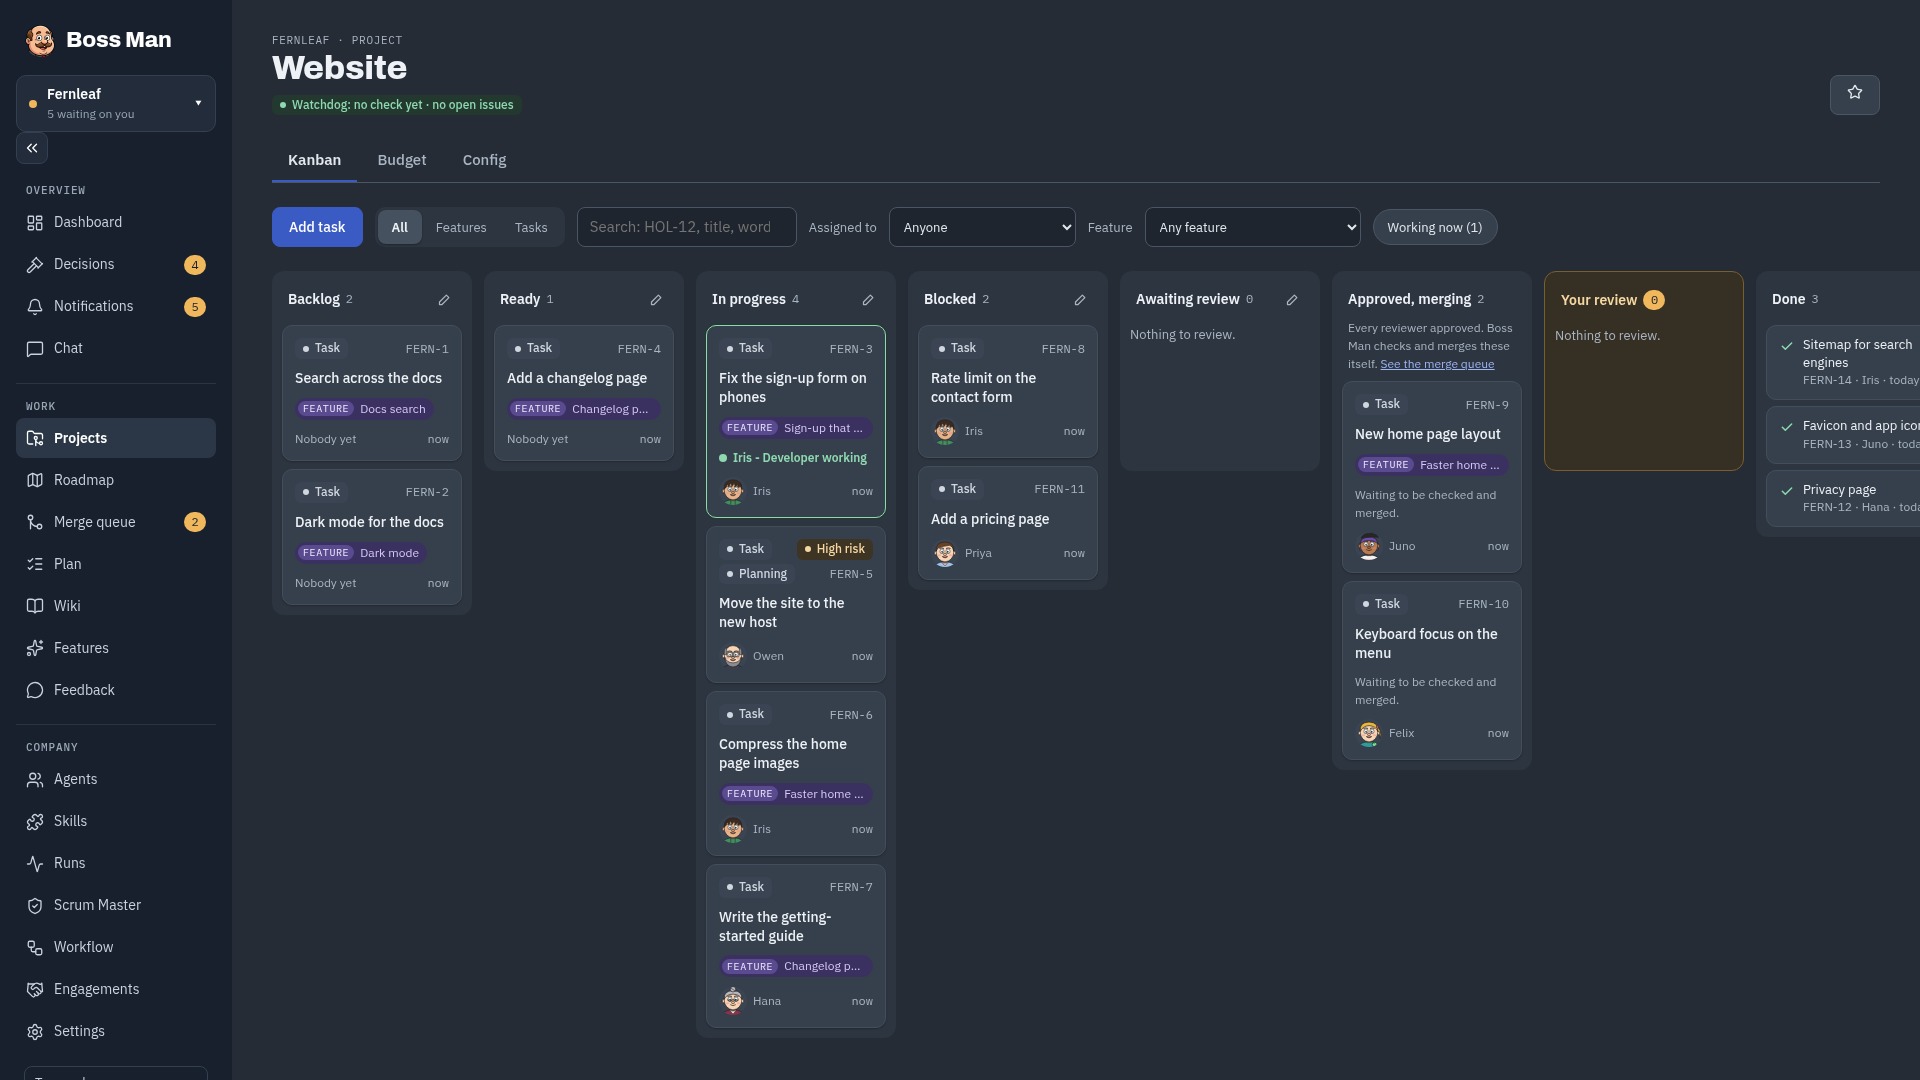 Boss Man
Fernleaf
5 waiting on you
OVERVIEW
Dashboard
Decisions 4
Notifications 5
Chat
WORK
Projects
Roadmap
Merge queue 2
Plan
Wiki
Features
Feedback
COMPANY
Agents
Skills
Runs
Scrum Master
Workflow
Engagements
Settings
FERNLEAF · PROJECT
Website
Watchdog: no check yet · no open issues
Kanban Budget Config
Add task All Features Tasks Search: HOL-12, title, word Assigned to Anyone Feature Any feature Working now (1)
Backlog 2
Task FERN-1
Search across the docs
FEATURE Docs search
Nobody yet now
Task FERN-2
Dark mode for the docs
FEATURE Dark mode
Nobody yet now
Ready 1
Task FERN-4
Add a changelog page
FEATURE Changelog p...
Nobody yet now
In progress 4
Task FERN-3
Fix the sign-up form on
phones
FEATURE Sign-up that ...
Iris - Developer working
Iris now
Task High risk
Planning FERN-5
Move the site to the
new host
Owen now
Task FERN-6
Compress the home
page images
FEATURE Faster home ...
Iris now
Task FERN-7
Write the getting-
started guide
FEATURE Changelog p...
Hana now
Blocked 2
Task FERN-8
Rate limit on the
contact form
Iris now
Task FERN-11
Add a pricing page
Priya now
Awaiting review 0
Nothing to review.
Approved, merging 2
Every reviewer approved. Boss
Man checks and merges these
itself. See the merge queue
Task FERN-9
New home page layout
FEATURE Faster home ...
Waiting to be checked and
merged.
Juno now
Task FERN-10
Keyboard focus on the
menu
Waiting to be checked and
merged.
Felix now
Your review 0
Nothing to review.
Done 3
Sitemap for search
engines
FERN-14 · Iris · today
Favicon and app
FERN-13 · Juno
Privacy page
FERN-12 · Hana